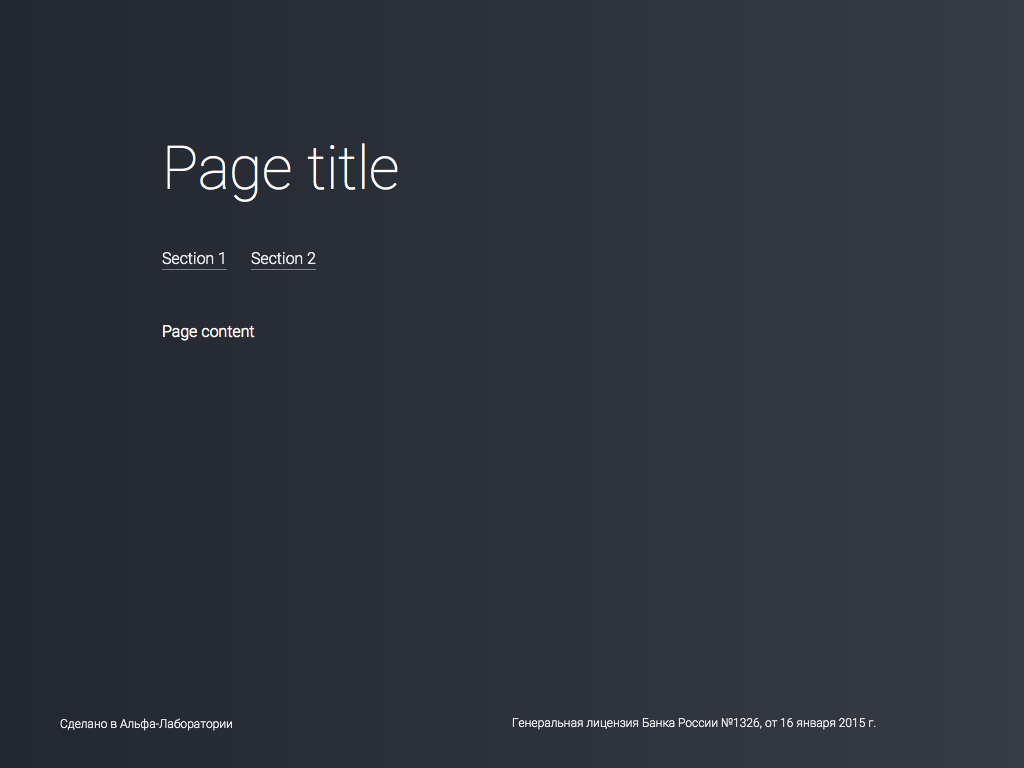 Page title
Section 1 Section 2
Page content
Сделано в Альфа-Лаборатории
Генеральная лицензия Банка России №1326, от 16 января 2015 г.